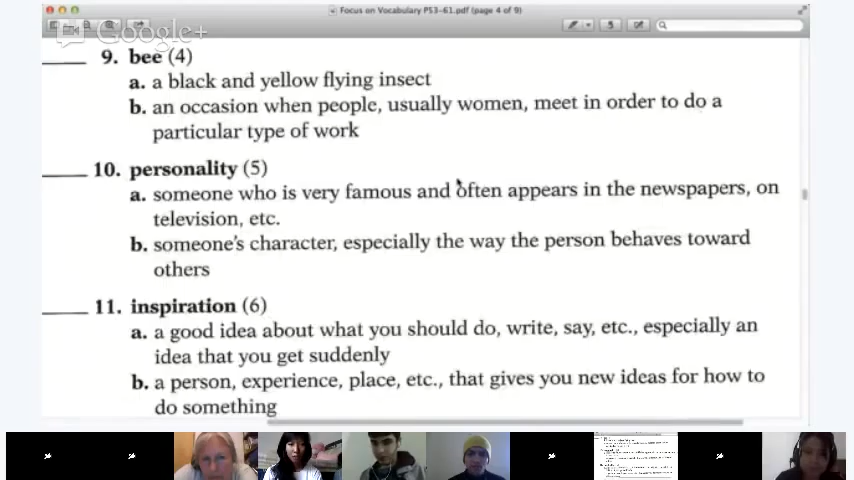 Focus on Vocabulary P53-61.pdf (page 4 of 9)
Google+
9. bee (4)
a. a black and yellow flying insect
b. an occasion when people, usually women, meet in order to do a
particular type of work
10. personality (5)
a. someone who is very famous and often appears in the newspapers, on
television, etc.
b. someone's character, especially the way the person behaves toward
others
11. inspiration (6)
a. a good idea about what you should do, write, say, etc., especially an
idea that you get suddenly
b. a person, experience, place, etc., that gives you new ideas for how to
do something